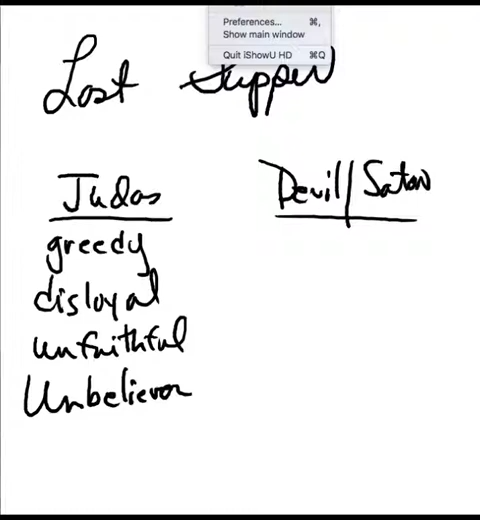 Preferences... ⌘,
Show main window
Quit iShowU HD ⌘Q
Last Supper
Judas Devil/Satan
greedy
disloyal
unfaithful
Unbeliever